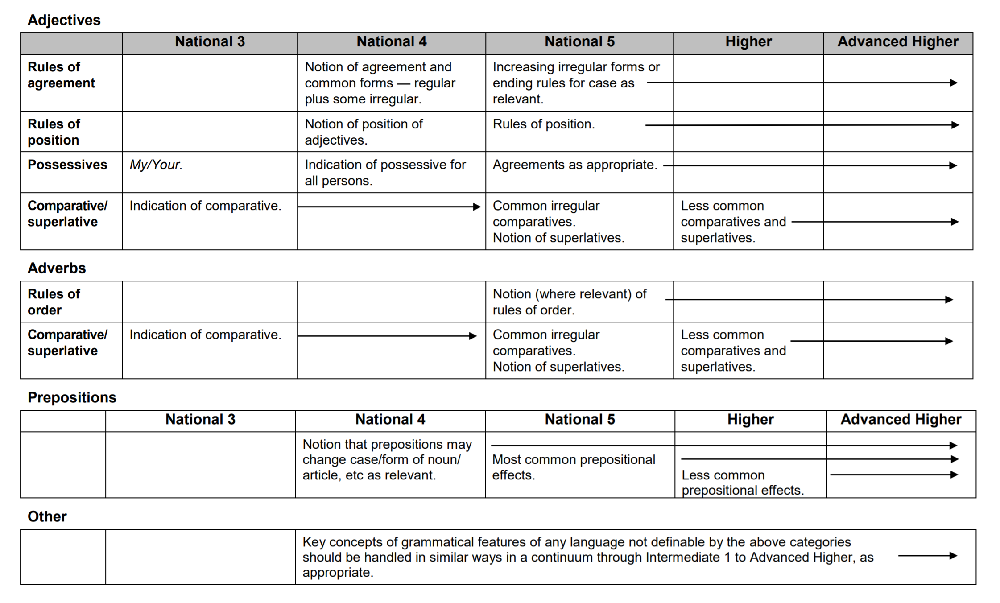 Adjectives
National 3 National 4 National 5 Higher Advanced Higher
Rules of
agreement
Notion of agreement and
common forms — regular
plus some irregular.
Increasing irregular forms or
ending rules for case as
relevant.
Rules of
position
Notion of position of
adjectives.
Rules of position.
Possessives
My/Your.
Indication of possessive for
all persons.
Agreements as appropriate.
Comparative/
superlative
Indication of comparative.
Common irregular
comparatives.
Notion of superlatives.
Less common
comparatives and
superlatives.
Adverbs
Rules of
order
Notion (where relevant) of
rules of order.
Comparative/
superlative
Indication of comparative.
Common irregular
comparatives.
Notion of superlatives.
Less common
comparatives and
superlatives.
Prepositions
National 3 National 4 National 5 Higher Advanced Higher
Notion that prepositions may
change case/form of noun/
article, etc as relevant.
Most common prepositional
effects.
Less common
prepositional effects.
Other
Key concepts of grammatical features of any language not definable by the above categories
should be handled in similar ways in a continuum through Intermediate 1 to Advanced Higher, as
appropriate.